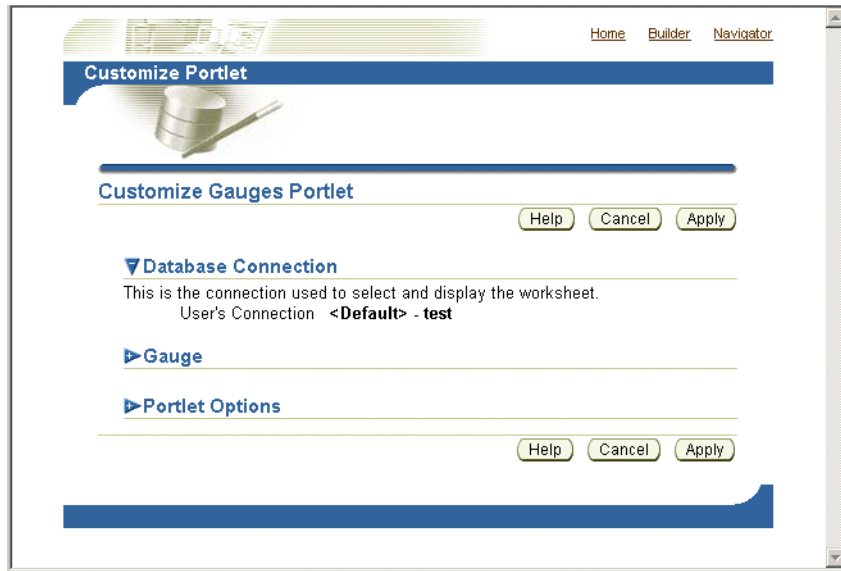 Home Builder Navigator
Customize Portlet
Customize Gauges Portlet
Help Cancel Apply
Database Connection
This is the connection used to select and display the worksheet.
User's Connection <Default> - test
Gauge
Portlet Options
Help Cancel Apply